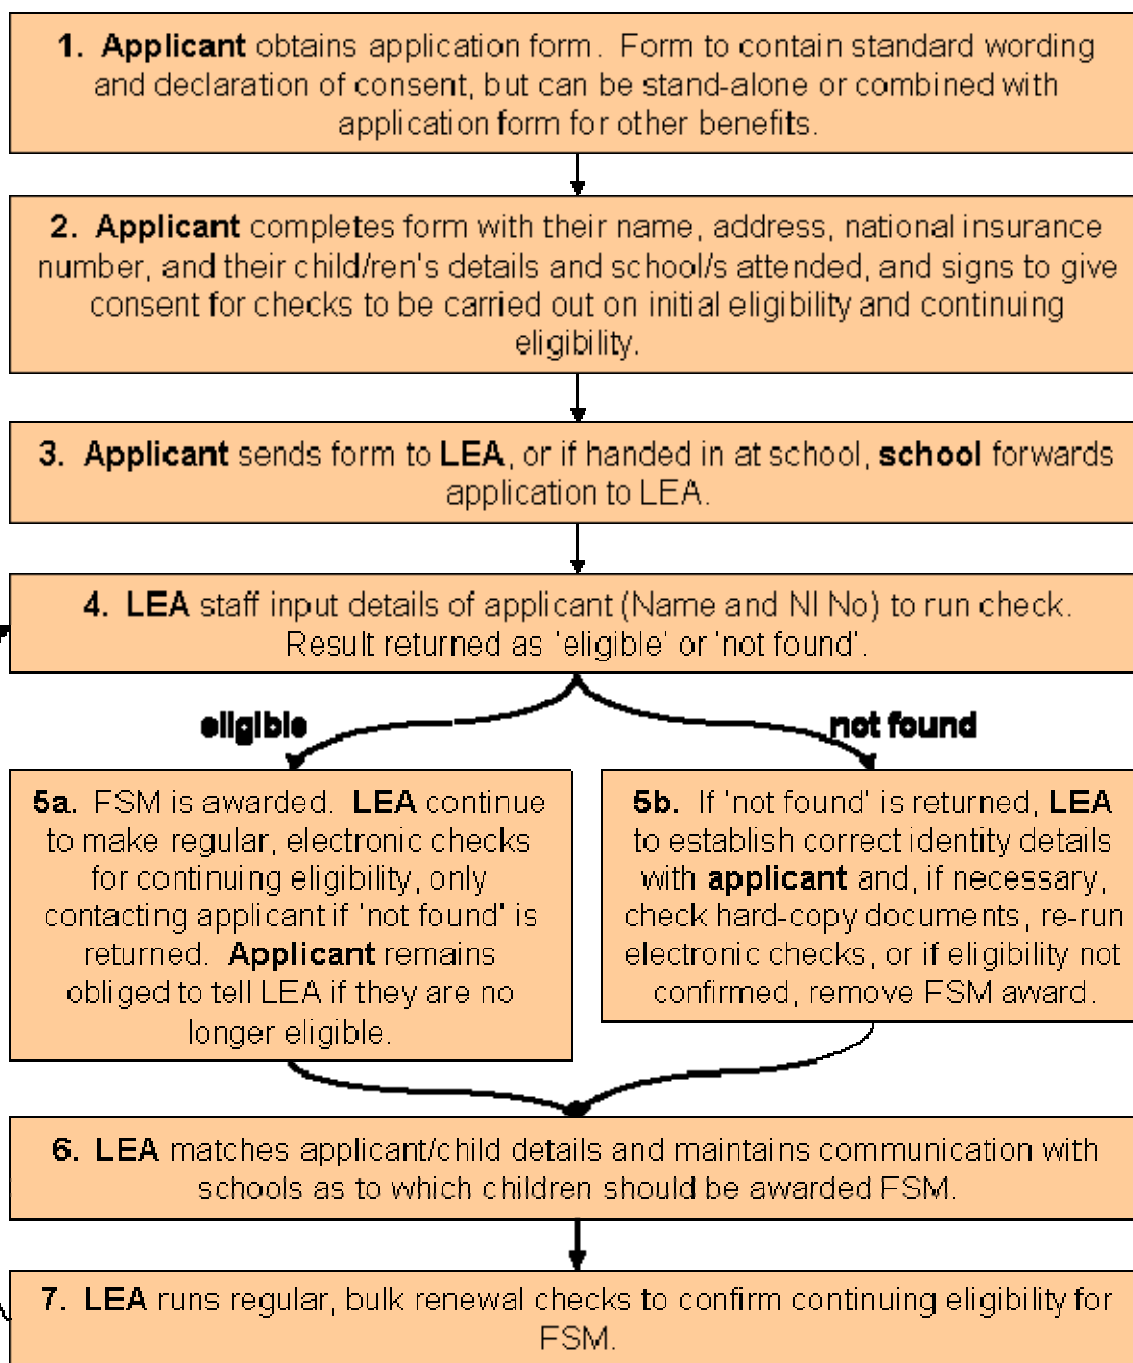 1. Applicant obtains application form. Form to contain standard wording
and declaration of consent, but can be stand-alone or combined with
application form for other benefits.
2. Applicant completes form with their name, address, national insurance
number, and their child/ren's details and school/s attended, and signs to give
consent for checks to be carried out on initial eligibility and continuing
eligibility.
3. Applicant sends form to LEA, or if handed in at school, school forwards
application to LEA.
4. LEA staff input details of applicant (Name and NI No) to run check.
Result returned as 'eligible' or 'not found'.
eligible
not found
5a. FSM is awarded. LEA continue
to make regular, electronic checks
for continuing eligibility, only
contacting applicant if 'not found' is
returned. Applicant remains
obliged to tell LEA if they are no
longer eligible.
5b. If 'not found' is returned, LEA
to establish correct identity details
with applicant and, if necessary,
check hard-copy documents, re-run
electronic checks, or if eligibility not
confirmed, remove FSM award.
6. LEA matches applicant/child details and maintains communication with
schools as to which children should be awarded FSM.
7. LEA runs regular, bulk renewal checks to confirm continuing eligibility for
FSM.